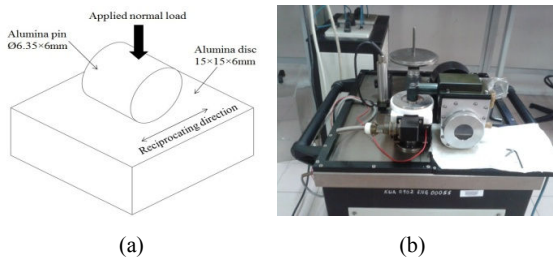 Applied normal load
Alumina pin
Ø6.35×6mm
Alumina disc
15×15×6mm
Reciprocating direction
(a)
(b)